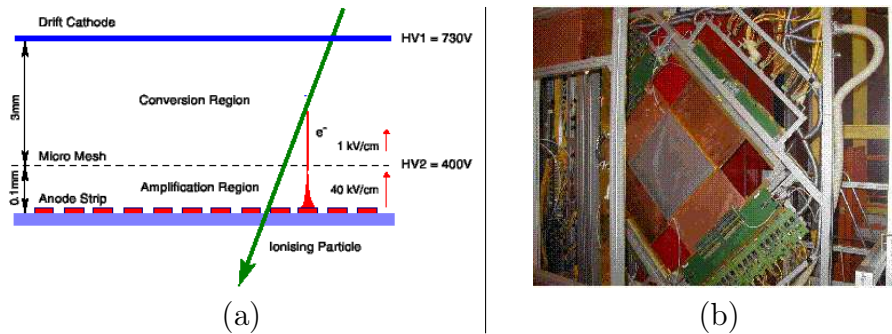 Drift Cathode
HV1 = 730V
3mm
Conversion Region
e⁻
1 kV/cm
Micro Mesh
HV2 = 400V
0.1mm
Amplification Region
40 kV/cm
Anode Strip
Ionising Particle
(a)
(b)